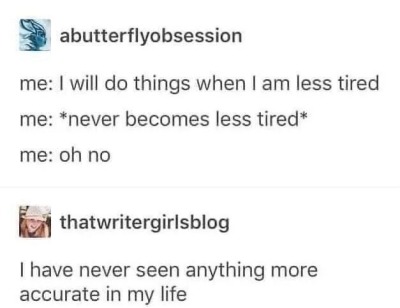 abutterflyobsession
me: I will do things when I am less tired
me: *never becomes less tired*
me: oh no
thatwritergirlsblog
I have never seen anything more
accurate in my life